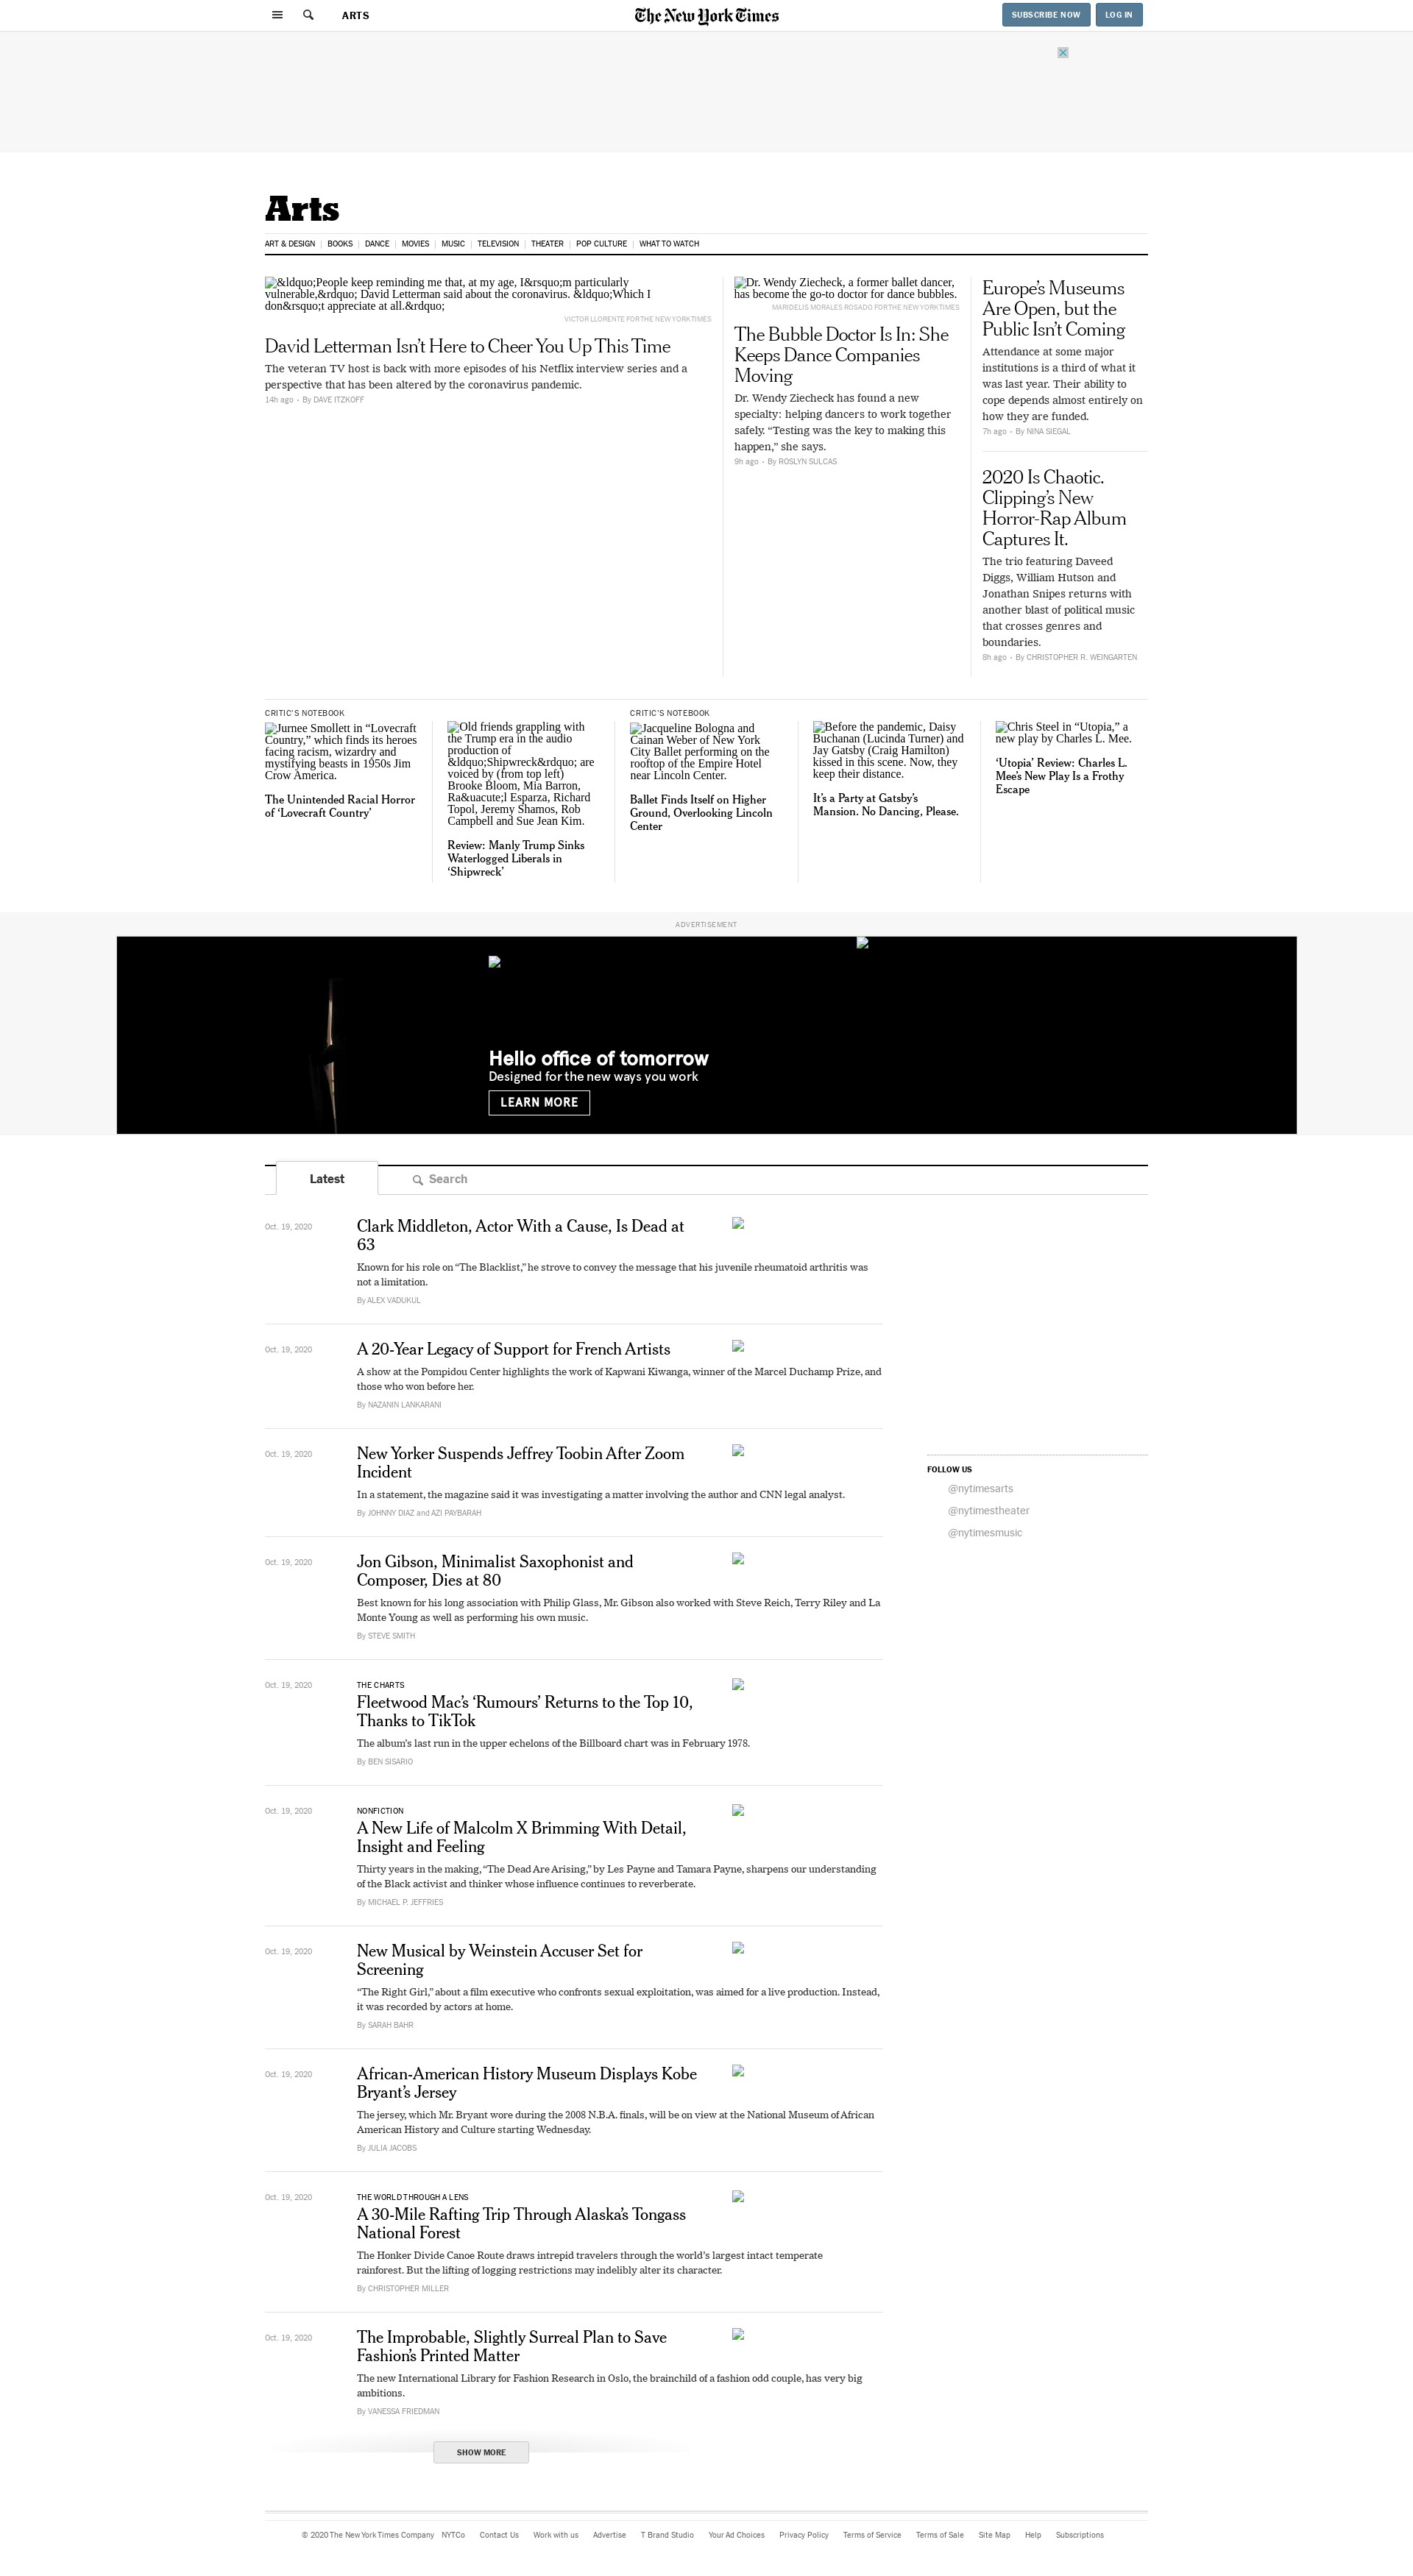 ARTS
The New York Times
SUBSCRIBE NOW
LOG IN
Arts
ART & DESIGN
BOOKS
DANCE
MOVIES
MUSIC
TELEVISION
THEATER
POP CULTURE
WHAT TO WATCH
&ldquo;People keep reminding me that, at my age, I&rsquo;m particularly
vulnerable,&rdquo; David Letterman said about the coronavirus. &ldquo;Which I
don&rsquo;t appreciate at all.&rdquo;
VICTOR LLORENTE FOR THE NEW YORK TIMES
David Letterman Isn’t Here to Cheer You Up This Time
The veteran TV host is back with more episodes of his Netflix interview series and a
perspective that has been altered by the coronavirus pandemic.
14h ago • By DAVE ITZKOFF
Dr. Wendy Ziecheck, a former ballet dancer,
has become the go-to doctor for dance bubbles.
MARIDELIS MORALES ROSADO FOR THE NEW YORK TIMES
The Bubble Doctor Is In: She
Keeps Dance Companies
Moving
Dr. Wendy Ziecheck has found a new
specialty: helping dancers to work together
safely. “Testing was the key to making this
happen,” she says.
9h ago • By ROSLYN SULCAS
Europe’s Museums
Are Open, but the
Public Isn’t Coming
Attendance at some major
institutions is a third of what it
was last year. Their ability to
cope depends almost entirely on
how they are funded.
7h ago • By NINA SIEGAL
2020 Is Chaotic.
Clipping’s New
Horror-Rap Album
Captures It.
The trio featuring Daveed
Diggs, William Hutson and
Jonathan Snipes returns with
another blast of political music
that crosses genres and
boundaries.
8h ago • By CHRISTOPHER R. WEINGARTEN
CRITIC’S NOTEBOOK
Jurnee Smollett in “Lovecraft
Country,” which finds its heroes
facing racism, wizardry and
mystifying beasts in 1950s Jim
Crow America.
The Unintended Racial Horror
of ‘Lovecraft Country’
Old friends grappling with
the Trump era in the audio
production of
&ldquo;Shipwreck&rdquo; are
voiced by (from top left)
Brooke Bloom, Mia Barron,
Ra&uacute;l Esparza, Richard
Topol, Jeremy Shamos, Rob
Campbell and Sue Jean Kim.
Review: Manly Trump Sinks
Waterlogged Liberals in
‘Shipwreck’
CRITIC’S NOTEBOOK
Jacqueline Bologna and
Cainan Weber of New York
City Ballet performing on the
rooftop of the Empire Hotel
near Lincoln Center.
Ballet Finds Itself on Higher
Ground, Overlooking Lincoln
Center
Before the pandemic, Daisy
Buchanan (Lucinda Turner) and
Jay Gatsby (Craig Hamilton)
kissed in this scene. Now, they
keep their distance.
It’s a Party at Gatsby’s
Mansion. No Dancing, Please.
Chris Steel in “Utopia,” a
new play by Charles L. Mee.
‘Utopia’ Review: Charles L.
Mee’s New Play Is a Frothy
Escape
ADVERTISEMENT
Hello office of tomorrow
Designed for the new ways you work
LEARN MORE
Latest
Search
Oct. 19, 2020
Clark Middleton, Actor With a Cause, Is Dead at
63
Known for his role on “The Blacklist,” he strove to convey the message that his juvenile rheumatoid arthritis was
not a limitation.
By ALEX VADUKUL
Oct. 19, 2020
A 20-Year Legacy of Support for French Artists
A show at the Pompidou Center highlights the work of Kapwani Kiwanga, winner of the Marcel Duchamp Prize, and
those who won before her.
By NAZANIN LANKARANI
Oct. 19, 2020
New Yorker Suspends Jeffrey Toobin After Zoom
Incident
In a statement, the magazine said it was investigating a matter involving the author and CNN legal analyst.
By JOHNNY DIAZ and AZI PAYBARAH
FOLLOW US
@nytimesarts
@nytimestheater
@nytimesmusic
Oct. 19, 2020
Jon Gibson, Minimalist Saxophonist and
Composer, Dies at 80
Best known for his long association with Philip Glass, Mr. Gibson also worked with Steve Reich, Terry Riley and La
Monte Young as well as performing his own music.
By STEVE SMITH
Oct. 19, 2020
THE CHARTS
Fleetwood Mac’s ‘Rumours’ Returns to the Top 10,
Thanks to TikTok
The album’s last run in the upper echelons of the Billboard chart was in February 1978.
By BEN SISARIO
Oct. 19, 2020
NONFICTION
A New Life of Malcolm X Brimming With Detail,
Insight and Feeling
Thirty years in the making, “The Dead Are Arising,” by Les Payne and Tamara Payne, sharpens our understanding
of the Black activist and thinker whose influence continues to reverberate.
By MICHAEL P. JEFFRIES
Oct. 19, 2020
New Musical by Weinstein Accuser Set for
Screening
“The Right Girl,” about a film executive who confronts sexual exploitation, was aimed for a live production. Instead,
it was recorded by actors at home.
By SARAH BAHR
Oct. 19, 2020
African-American History Museum Displays Kobe
Bryant’s Jersey
The jersey, which Mr. Bryant wore during the 2008 N.B.A. finals, will be on view at the National Museum of African
American History and Culture starting Wednesday.
By JULIA JACOBS
Oct. 19, 2020
THE WORLD THROUGH A LENS
A 30-Mile Rafting Trip Through Alaska’s Tongass
National Forest
The Honker Divide Canoe Route draws intrepid travelers through the world’s largest intact temperate
rainforest. But the lifting of logging restrictions may indelibly alter its character.
By CHRISTOPHER MILLER
Oct. 19, 2020
The Improbable, Slightly Surreal Plan to Save
Fashion’s Printed Matter
The new International Library for Fashion Research in Oslo, the brainchild of a fashion odd couple, has very big
ambitions.
By VANESSA FRIEDMAN
SHOW MORE
© 2020 The New York Times Company NYTCo Contact Us Work with us Advertise T Brand Studio Your Ad Choices Privacy Policy Terms of Service Terms of Sale Site Map Help Subscriptions